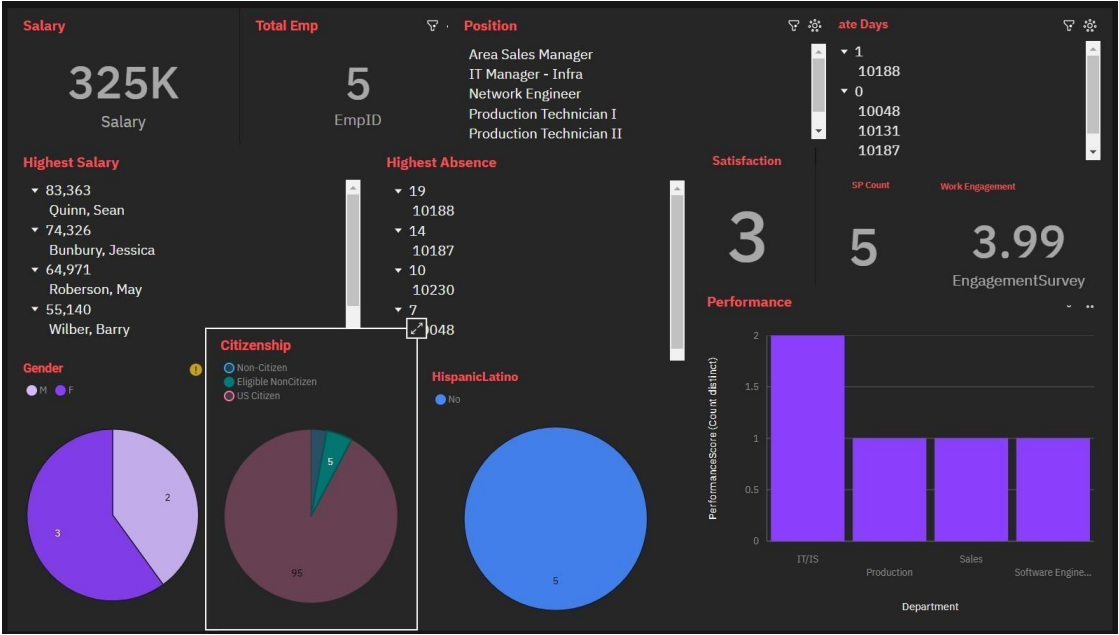 Salary
325K
Salary
Total Emp
5
EmpID
Position
Area Sales Manager
IT Manager - Infra
Network Engineer
Production Technician I
Production Technician II
ate Days
1
10188
0
10048
10131
10187
Highest Salary
83,363
Quinn, Sean
74,326
Bunbury, Jessica
64,971
Roberson, May
55,140
Wilber, Barry
Highest Absence
19
10188
14
10187
10
10230
7
0048
Satisfaction
3
SP Count
5
Work Engagement
3.99
EngagementSurvey
Gender
M F
2
3
Citizenship
Non-Citizen
Eligible NonCitizen
US Citizen
5
95
HispanicLatino
No
5
Performance
PerformanceScore (Count distinct)
2
1.5
1
0.5
0
IT/IS
Production
Sales
Software Engine...
Department